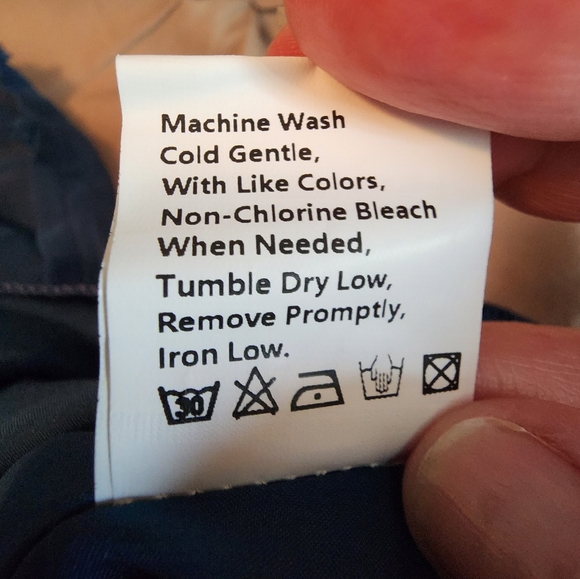 Machine Wash
Cold Gentle,
With Like Colors,
Non-Chlorine Bleach
When Needed,
Tumble Dry Low,
Remove Promptly,
Iron Low.
30